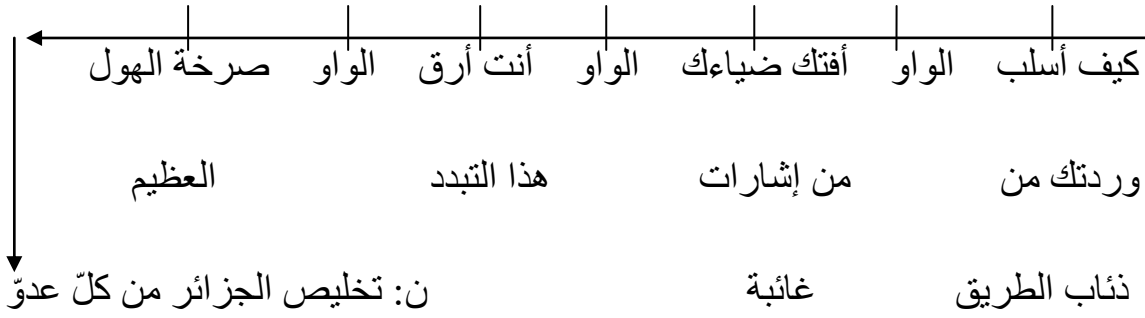 كيف أسلب الواو أفتك ضياءك الواو أنت أرق الواو صرخة الهول
وردتك من من إشارات هذا التبدد العظيم
ذئاب الطريق غائبة ن: تخليص الجزائر من كلّ عدوّ